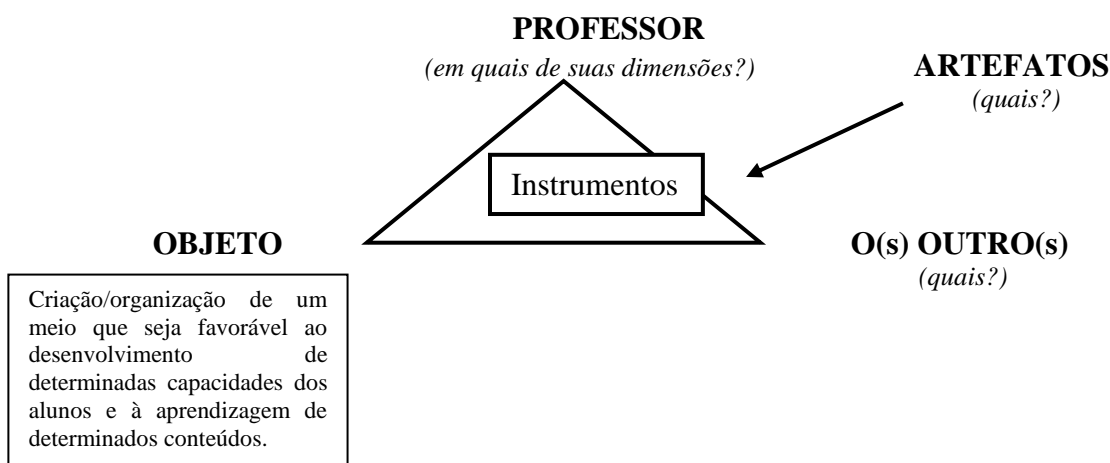 PROFESSOR
(em quais de suas dimensões?)
ARTEFATOS
(quais?)
Instrumentos
OBJETO
O(s) OUTRO(s)
(quais?)
Criação/organização de um
meio que seja favorável ao
desenvolvimento de
determinadas capacidades dos
alunos e à aprendizagem de
determinados conteúdos.